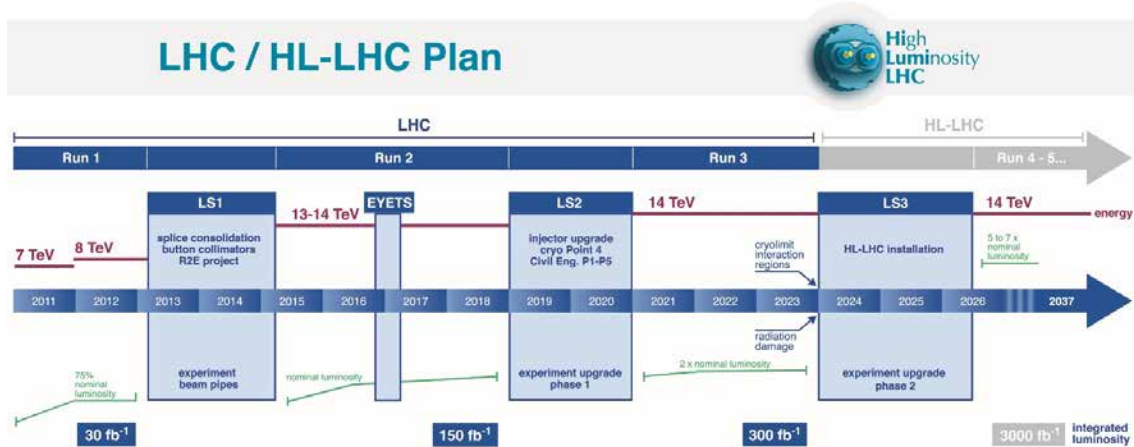 LHC / HL-LHC Plan
High
Luminosity
LHC
LHC
HL-LHC
Run 1
Run 2
Run 3
Run 4 - 5...
LS1
EYETS
LS2
LS3
13-14 TeV
14 TeV
14 TeV
energy
splice consolidation
button collimators
R2E project
injector upgrade
cryo Point 4
Civil Eng. P1-P5
cryolimit
interaction
regions
HL-LHC installation
5 to 7 x
nominal
luminosity
7 TeV
8 TeV
2011
2012
2013
2014
2015
2016
2017
2018
2019
2020
2021
2022
2023
2024
2025
2026
2037
radiation
damage
75%
nominal
luminosity
experiment
beam pipes
nominal luminosity
experiment upgrade
phase 1
2 x nominal luminosity
experiment upgrade
phase 2
30 fb-1
150 fb-1
300 fb-1
3000 fb-1
integrated
luminosity